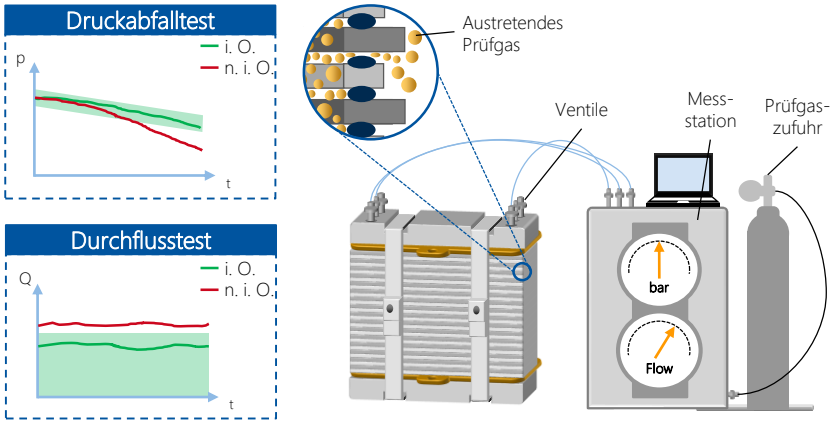 Druckabfalltest
i. O.
n. i. O.
p
t
Durchflusstest
i. O.
n. i. O.
Q
t
Austretendes
Prüfgas
Ventile
Mess-
station
Prüfgas-
zufuhr
bar
Flow